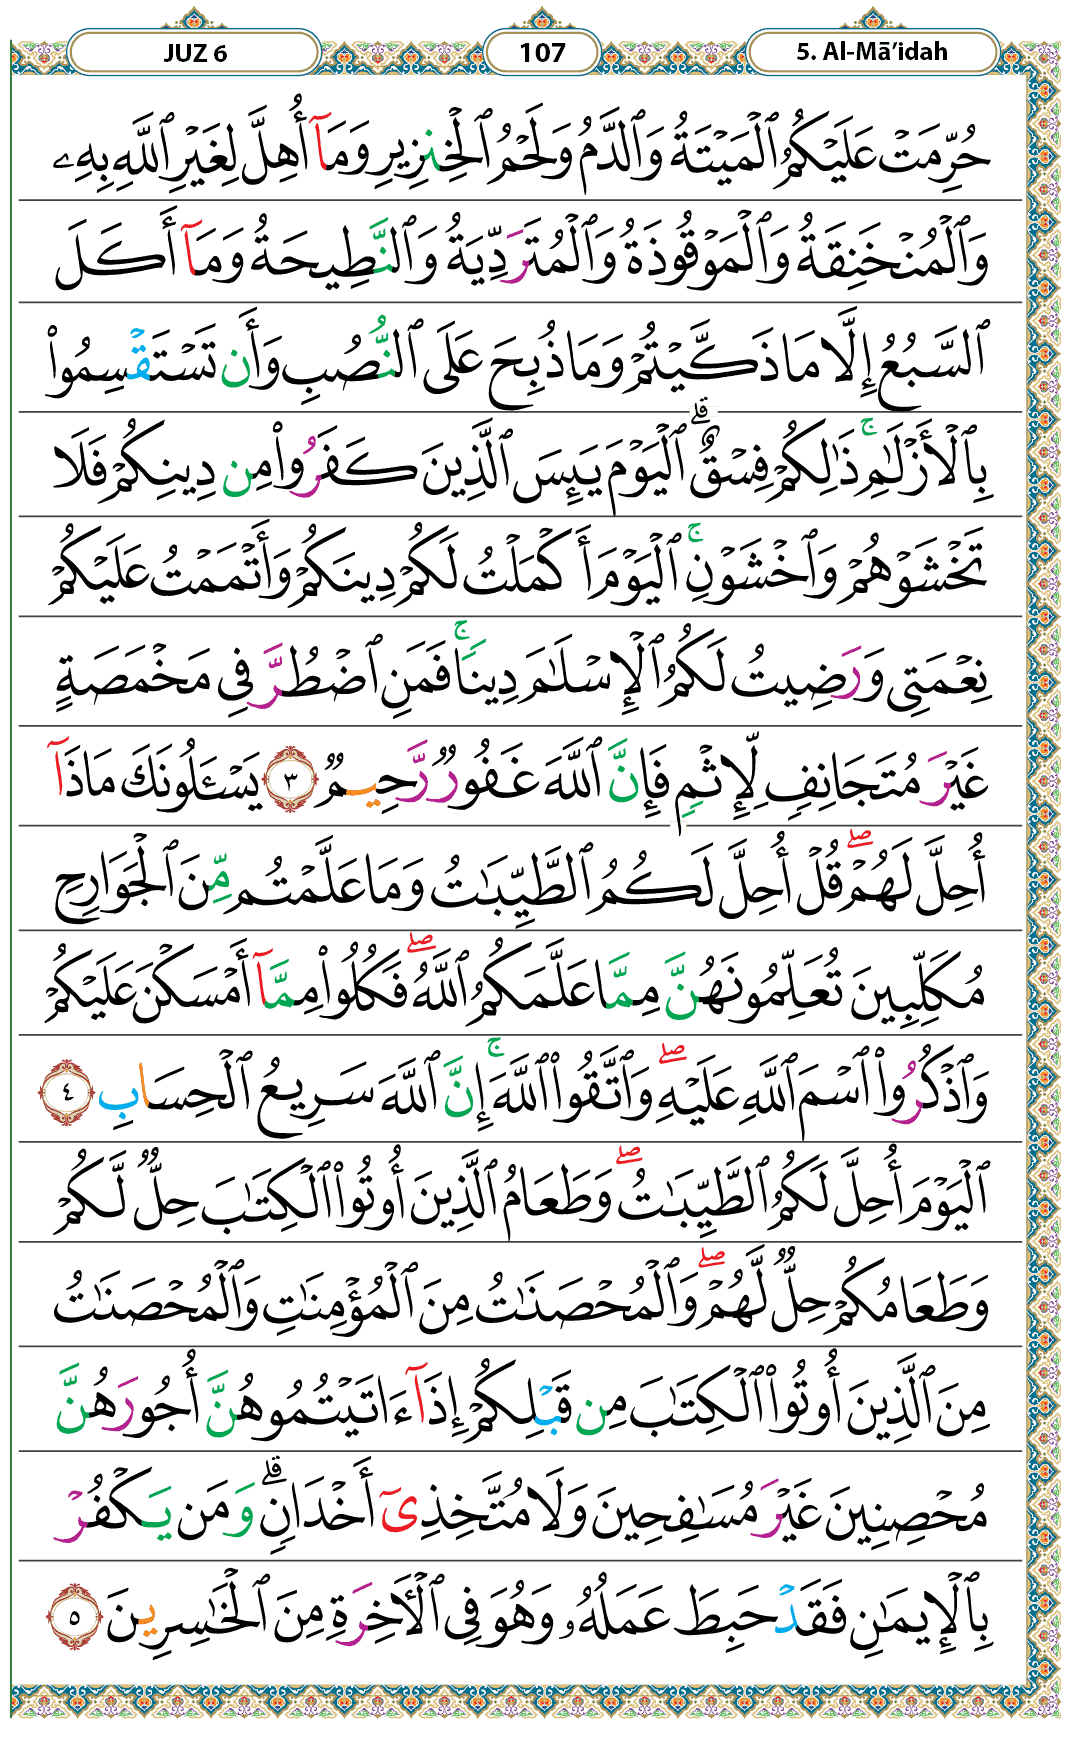 JUZ 6 107 5. Al-Mā’idah
حُرِّمَتْ عَلَيْكُمُ ٱلْمَيْتَةُ وَٱلدَّمُ وَلَحْمُ ٱلْخِنزِيرِ وَمَآ أُهِلَّ لِغَيْرِ ٱللَّهِ بِهِۦ
وَٱلْمُنْخَنِقَةُ وَٱلْمَوْقُوذَةُ وَٱلْمُتَرَدِّيَةُ وَٱلنَّطِيحَةُ وَمَآ أَكَلَ
ٱلسَّبُعُ إِلَّا مَا ذَكَّيْتُمْ وَمَا ذُبِحَ عَلَى ٱلنُّصُبِ وَأَن تَسْتَقْسِمُوا۟
بِٱلْأَزْلَٰمِ ۚ ذَٰلِكُمْ فِسْقٌ ۗ ٱلْيَوْمَ يَئِسَ ٱلَّذِينَ كَفَرُوا۟ مِن دِينِكُمْ فَلَا
تَخْشَوْهُمْ وَٱخْشَوْنِ ۚ ٱلْيَوْمَ أَكْمَلْتُ لَكُمْ دِينَكُمْ وَأَتْمَمْتُ عَلَيْكُمْ
نِعْمَتِى وَرَضِيتُ لَكُمُ ٱلْإِسْلَٰمَ دِينًا ۚ فَمَنِ ٱضْطُرَّ فِى مَخْمَصَةٍ
غَيْرَ مُتَجَانِفٍ لِّإِثْمٍ فَإِنَّ ٱللَّهَ غَفُورٌ رَّحِيمٌ ٣ يَسْـَٔلُونَكَ مَاذَآ
أُحِلَّ لَهُمْ ۖ قُلْ أُحِلَّ لَكُمُ ٱلطَّيِّبَٰتُ وَمَا عَلَّمْتُم مِّنَ ٱلْجَوَارِحِ
مُكَلِّبِينَ تُعَلِّمُونَهُنَّ مِمَّا عَلَّمَكُمُ ٱللَّهُ ۖ فَكُلُوا۟ مِمَّآ أَمْسَكْنَ عَلَيْكُمْ
وَٱذْكُرُوا۟ ٱسْمَ ٱللَّهِ عَلَيْهِ ۖ وَٱتَّقُوا۟ ٱللَّهَ ۚ إِنَّ ٱللَّهَ سَرِيعُ ٱلْحِسَابِ ٤
ٱلْيَوْمَ أُحِلَّ لَكُمُ ٱلطَّيِّبَٰتُ ۖ وَطَعَامُ ٱلَّذِينَ أُوتُوا۟ ٱلْكِتَٰبَ حِلٌّ لَّكُمْ
وَطَعَامُكُمْ حِلٌّ لَّهُمْ ۖ وَٱلْمُحْصَنَٰتُ مِنَ ٱلْمُؤْمِنَٰتِ وَٱلْمُحْصَنَٰتُ
مِنَ ٱلَّذِينَ أُوتُوا۟ ٱلْكِتَٰبَ مِن قَبْلِكُمْ إِذَآ ءَاتَيْتُمُوهُنَّ أُجُورَهُنَّ
مُحْصِنِينَ غَيْرَ مُسَٰفِحِينَ وَلَا مُتَّخِذِىٓ أَخْدَانٍ ۗ وَمَن يَكْفُرْ
بِٱلْإِيمَٰنِ فَقَدْ حَبِطَ عَمَلُهُۥ وَهُوَ فِى ٱلْـَٔاخِرَةِ مِنَ ٱلْخَٰسِرِينَ ٥